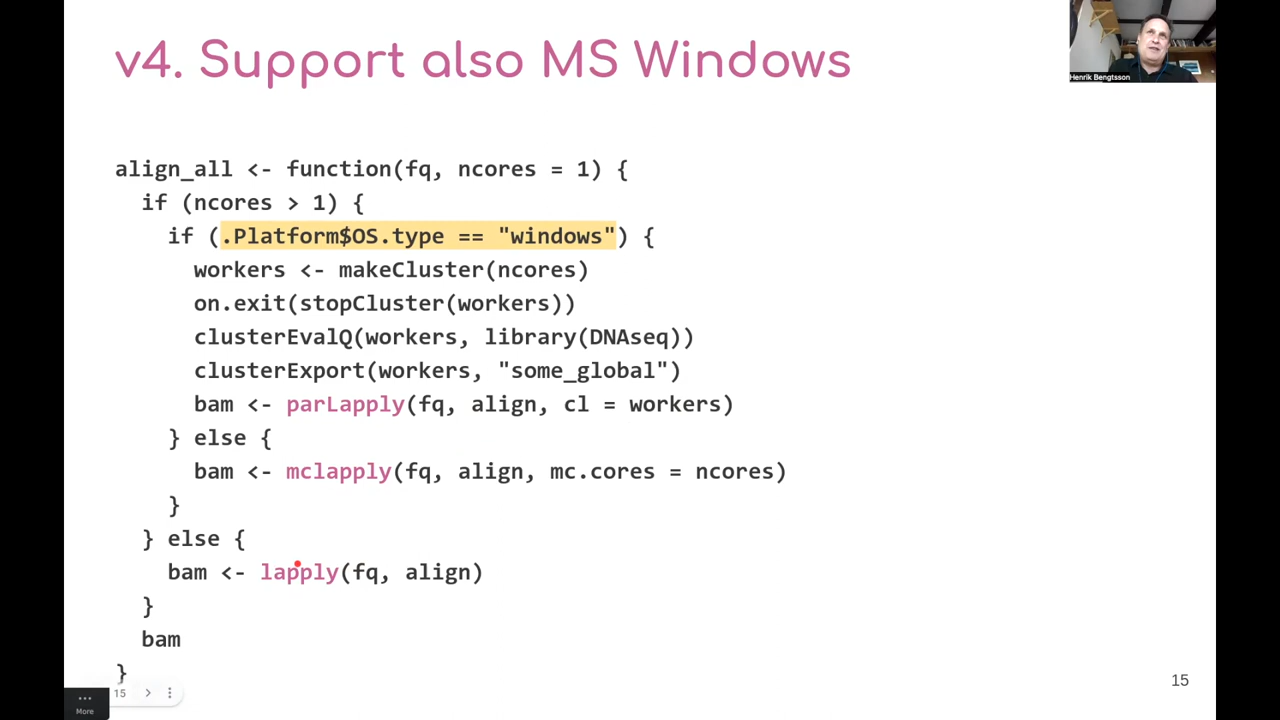 v4. Support also MS Windows
Henrik Bengtsson
align_all <- function(fq, ncores = 1) {
if (ncores > 1) {
if (.Platform$OS.type == "windows") {
workers <- makeCluster(ncores)
on.exit(stopCluster(workers))
clusterEvalQ(workers, library(DNAseq))
clusterExport(workers, "some_global")
bam <- parLapply(fq, align, cl = workers)
} else {
bam <- mclapply(fq, align, mc.cores = ncores)
}
} else {
bam <- lapply(fq, align)
}
bam
}
15
15
More